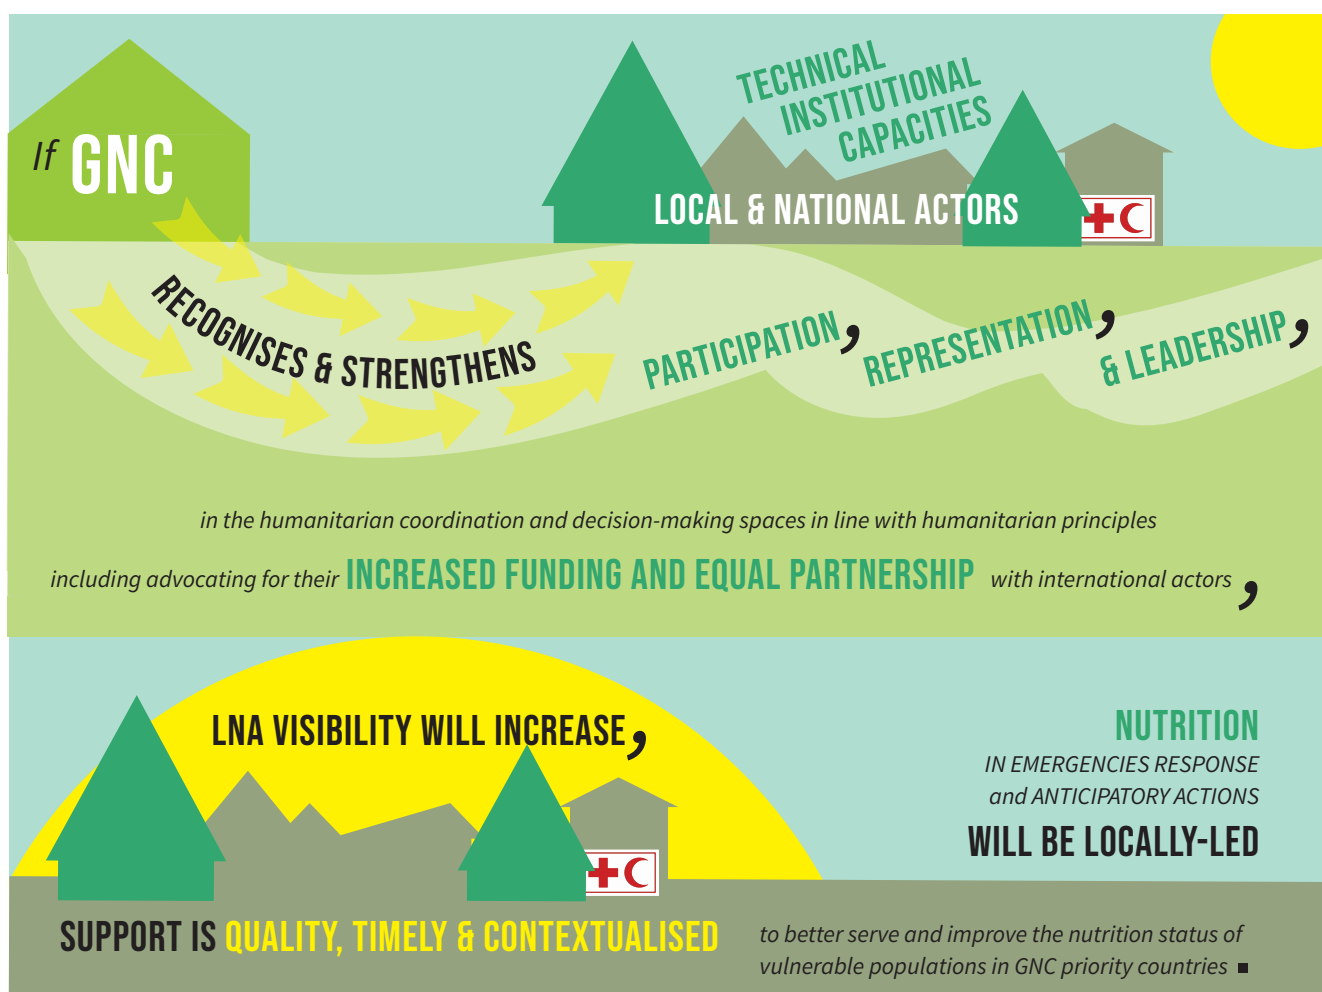 If GNC
RECOGNISES & STRENGTHENS
LOCAL & NATIONAL ACTORS
TECHNICAL
INSTITUTIONAL
CAPACITIES
PARTICIPATION,
REPRESENTATION,
& LEADERSHIP,
in the humanitarian coordination and decision-making spaces in line with humanitarian principles
including advocating for their INCREASED FUNDING AND EQUAL PARTNERSHIP with international actors,
LNA VISIBILITY WILL INCREASE,
NUTRITION
IN EMERGENCIES RESPONSE
and ANTICIPATORY ACTIONS
WILL BE LOCALLY-LED
SUPPORT IS QUALITY, TIMELY & CONTEXTUALISED
to better serve and improve the nutrition status of
vulnerable populations in GNC priority countries ■